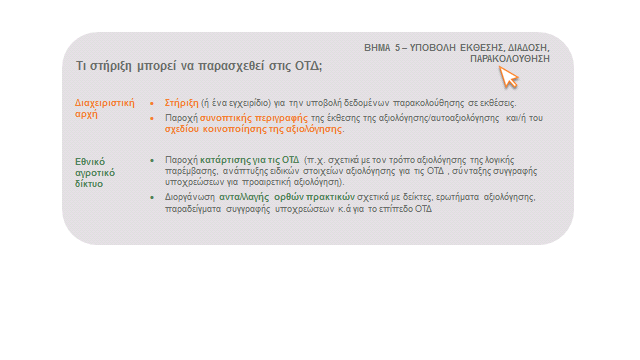 ΒΗΜΑ 5 – ΥΠΟΒΟΛΗ ΕΚΘΕΣΗΣ, ΔΙΑΔΟΣΗ,
ΠΑΡΑΚΟΛΟΥΘΗΣΗ
Τι στήριξη μπορεί να παρασχεθεί στις ΟΤΔ;
Διαχειριστική
αρχή
• Στήριξη (ή ένα εγχειρίδιο) για την υποβολή δεδομένων παρακολούθησης σε εκθέσεις.
• Παροχή συνοπτικής περιγραφής της έκθεσης της αξιολόγησης/αυτοαξιολόγησης και/ή του
σχεδίου κοινοποίησης της αξιολόγησης.
Εθνικό
αγροτικό
δίκτυο
• Παροχή κατάρτισης για τις ΟΤΔ (π.χ. σχετικά με τον τρόπο αξιολόγησης της λογικής
παρέμβασης, ανάπτυξης ειδικών στοιχείων αξιολόγησης για τις ΟΤΔ , σύνταξης συγγραφής
υποχρεώσεων για προαιρετική αξιολόγηση).
• Διοργάνωση ανταλλαγής ορθών πρακτικών σχετικά με δείκτες, ερωτήματα αξιολόγησης,
παραδείγματα συγγραφής υποχρεώσεων κ.ά για το επίπεδο ΟΤΔ